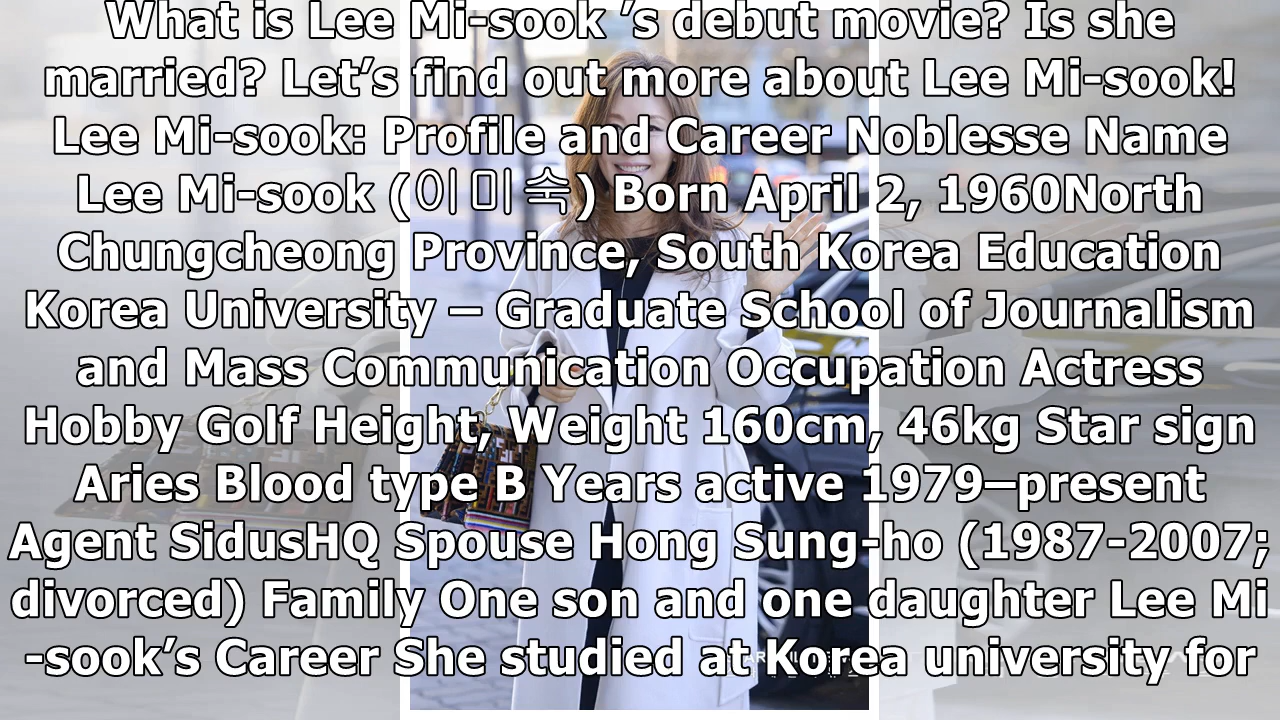 What is Lee Mi-sook ’s debut movie? Is she
married? Let’s find out more about Lee Mi-sook!
Lee Mi-sook: Profile and Career Noblesse Name
Lee Mi-sook (이미숙) Born April 2, 1960North
Chungcheong Province, South Korea Education
Korea University – Graduate School of Journalism
and Mass Communication Occupation Actress
Hobby Golf Height, Weight 160cm, 46kg Star sign
Aries Blood type B Years active 1979–present
Agent SidusHQ Spouse Hong Sung-ho (1987-2007;
divorced) Family One son and one daughter Lee Mi
-sook’s Career She studied at Korea university for